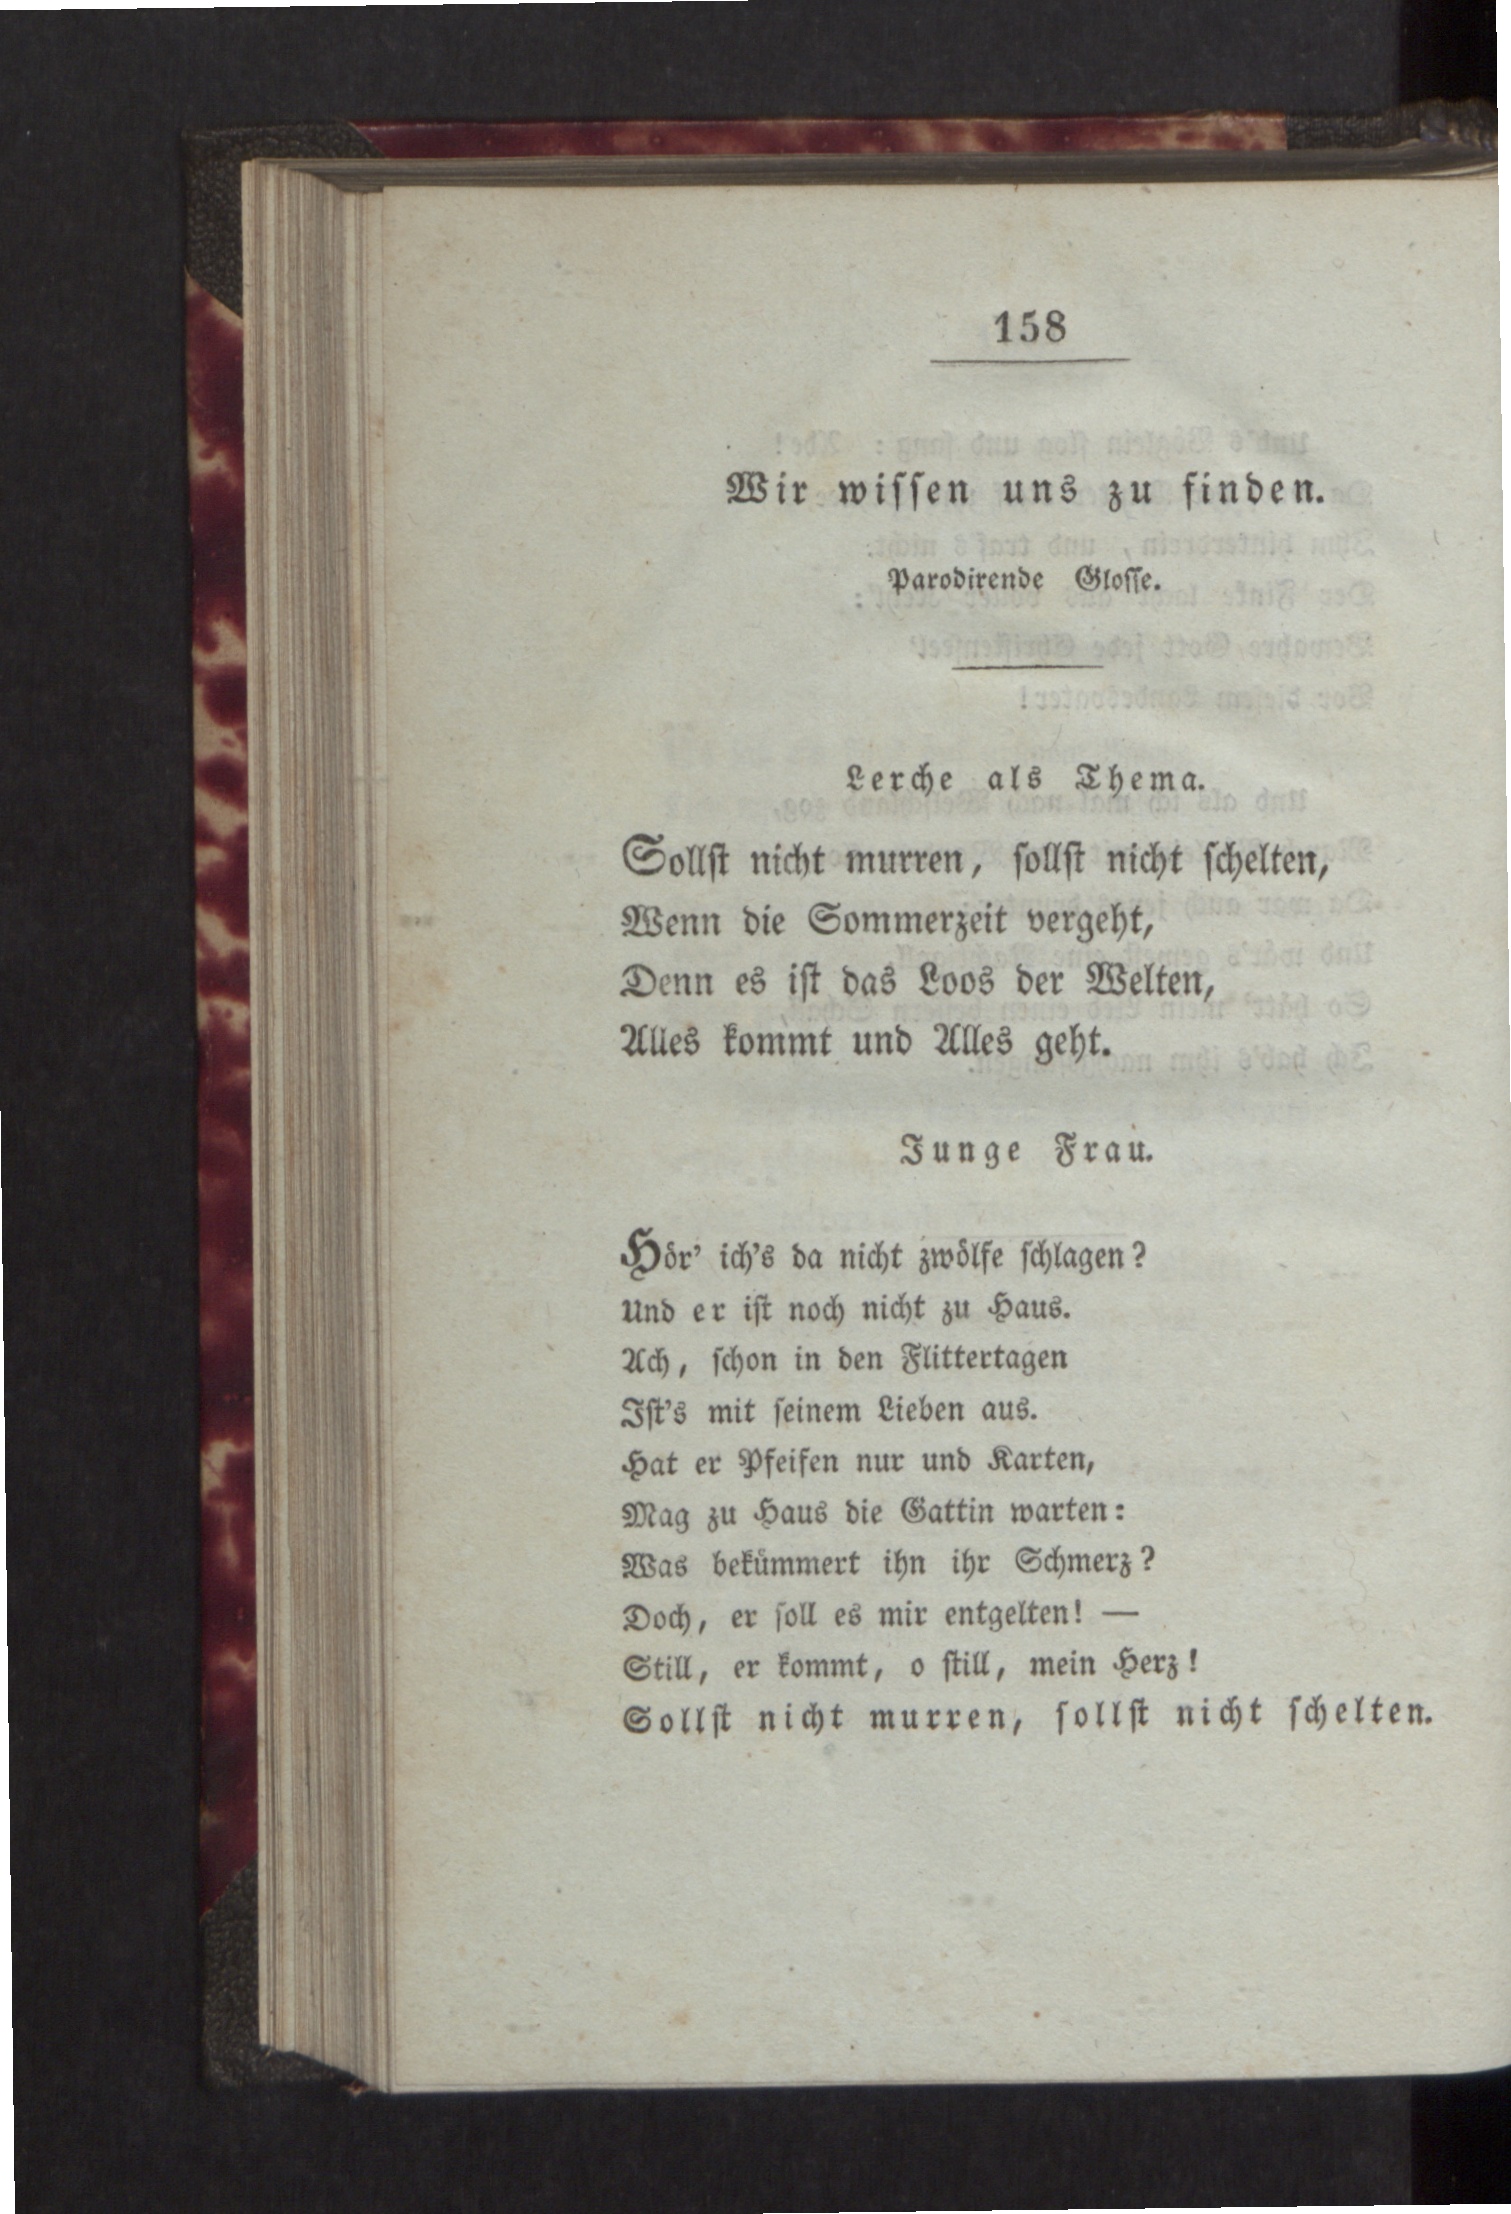 158
Wir wissen uns zu finden.
Parodirende Glosse.
Lerche als Thema.
Sollst nicht murren, sollst nicht schelten,
Wenn die Sommerzeit vergeht,
Denn es ist das Loos der Welten,
Alles kommt und Alles geht.
Junge Frau.
Hör' ich's da nicht zwölfe schlagen?
Und er ist noch nicht zu Haus.
Ach, schon in den Flittertagen
Ist's mit seinem Lieben aus.
Hat er Pfeifen nur und Karten,
Mag zu Haus die Gattin warten:
Was bekümmert ihn ihr Schmerz?
Doch, er soll es mir entgelten! —
Still, er kommt, o still, mein Herz!
Sollst nicht murren, sollst nicht schelten.